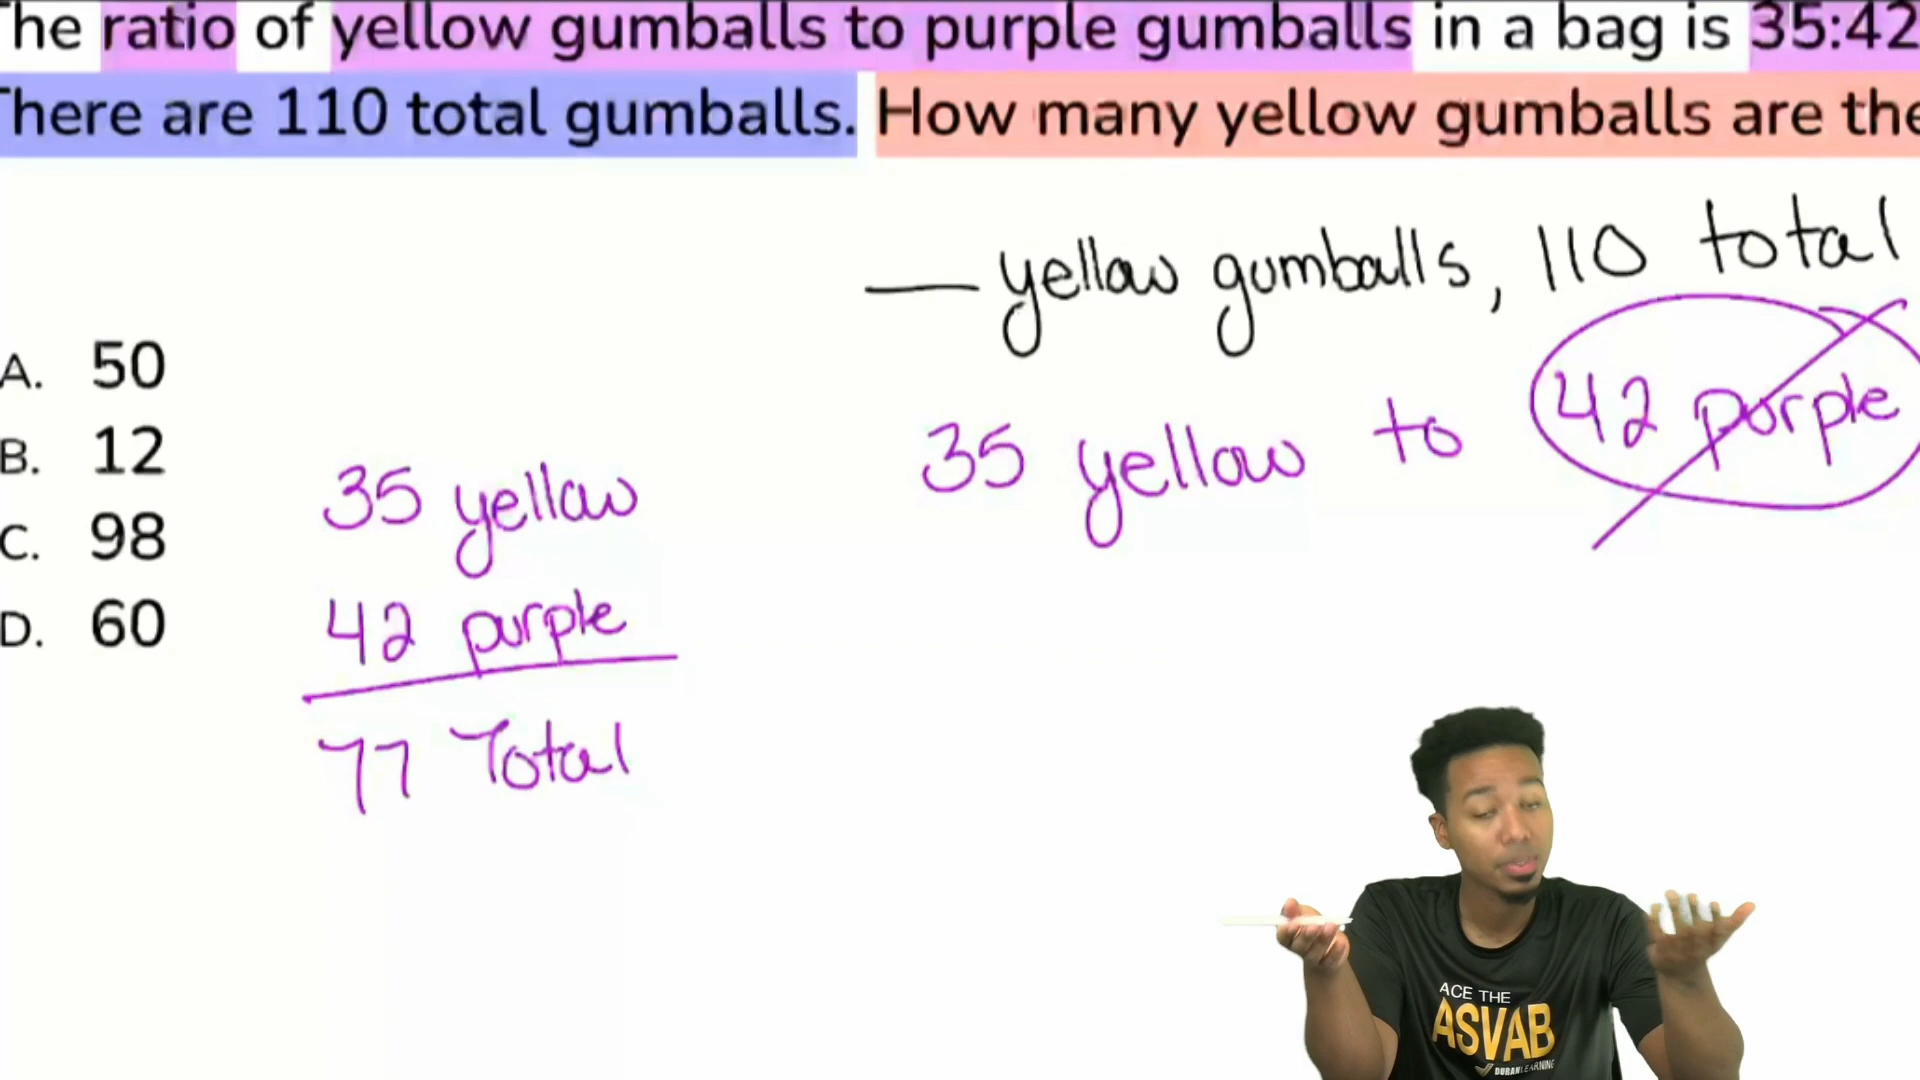 he ratio of yellow gumballs to purple gumballs in a bag is 35:42
here are 110 total gumballs. How many yellow gumballs are the
— yellow gumballs, 110 total
35 yellow to 42 purple
A. 50
B. 12
C. 98
D. 60
35 yellow
42 purple
77 Total
ACE THE
ASVAB
DURAN LEARNING